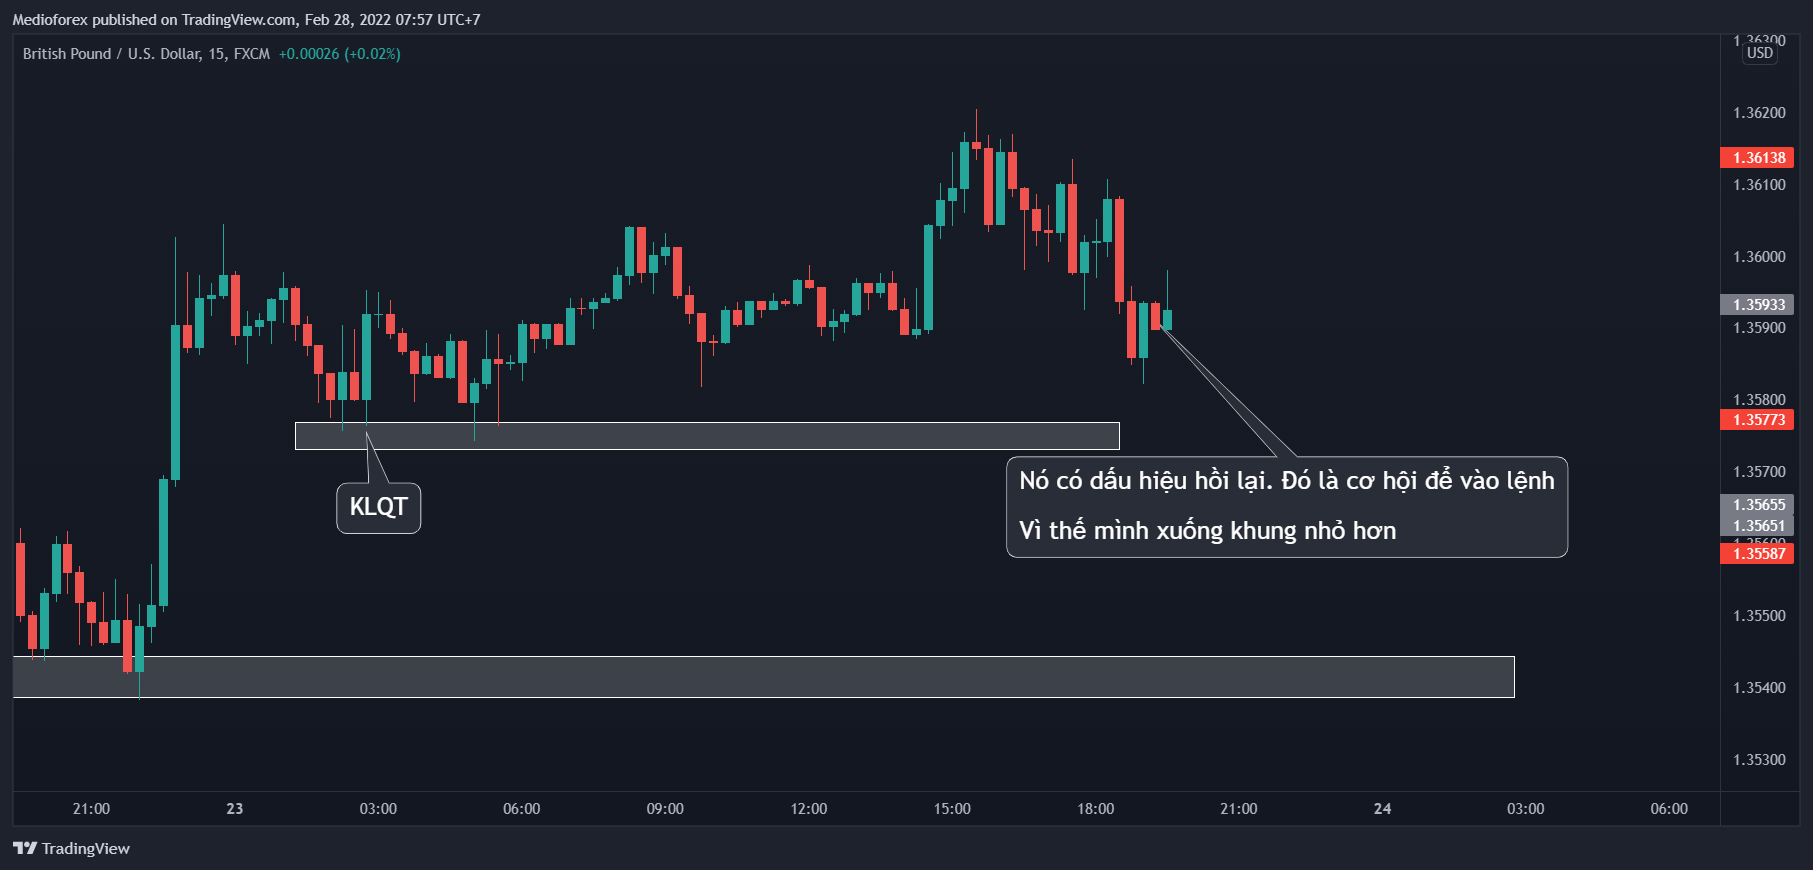 Medioforex published on TradingView.com, Feb 28, 2022 07:57 UTC+7
British Pound / U.S. Dollar, 15, FXCM +0.00026 (+0.02%)
1.36300
USD
1.36200
1.36138
1.36100
1.36000
1.35933
1.35900
1.35800
1.35773
1.35700
1.35655
1.35651
1.35600
1.35587
1.35500
1.35400
1.35300
KLQT
Nó có dấu hiệu hồi lại. Đó là cơ hội để vào lệnh
Vì thế mình xuống khung nhỏ hơn
21:00 23 03:00 06:00 09:00 12:00 15:00 18:00 21:00 24 03:00 06:00
TradingView